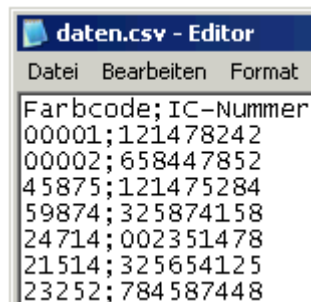 daten.csv - Editor
Datei Bearbeiten Format
Farbcode;IC-Nummer
00001;121478242
00002;658447852
45875;121475284
59874;325874158
24714;002351478
21514;325654125
23252;784587448